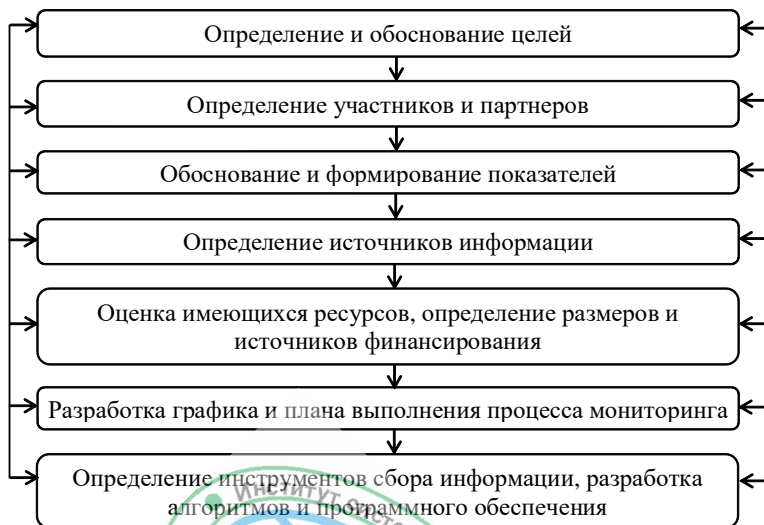 Определение и обоснование целей
Определение участников и партнеров
Обоснование и формирование показателей
Определение источников информации
Оценка имеющихся ресурсов, определение размеров и
источников финансирования
Разработка графика и плана выполнения процесса мониторинга
Определение инструментов сбора информации, разработка
алгоритмов и программного обеспечения
Институт